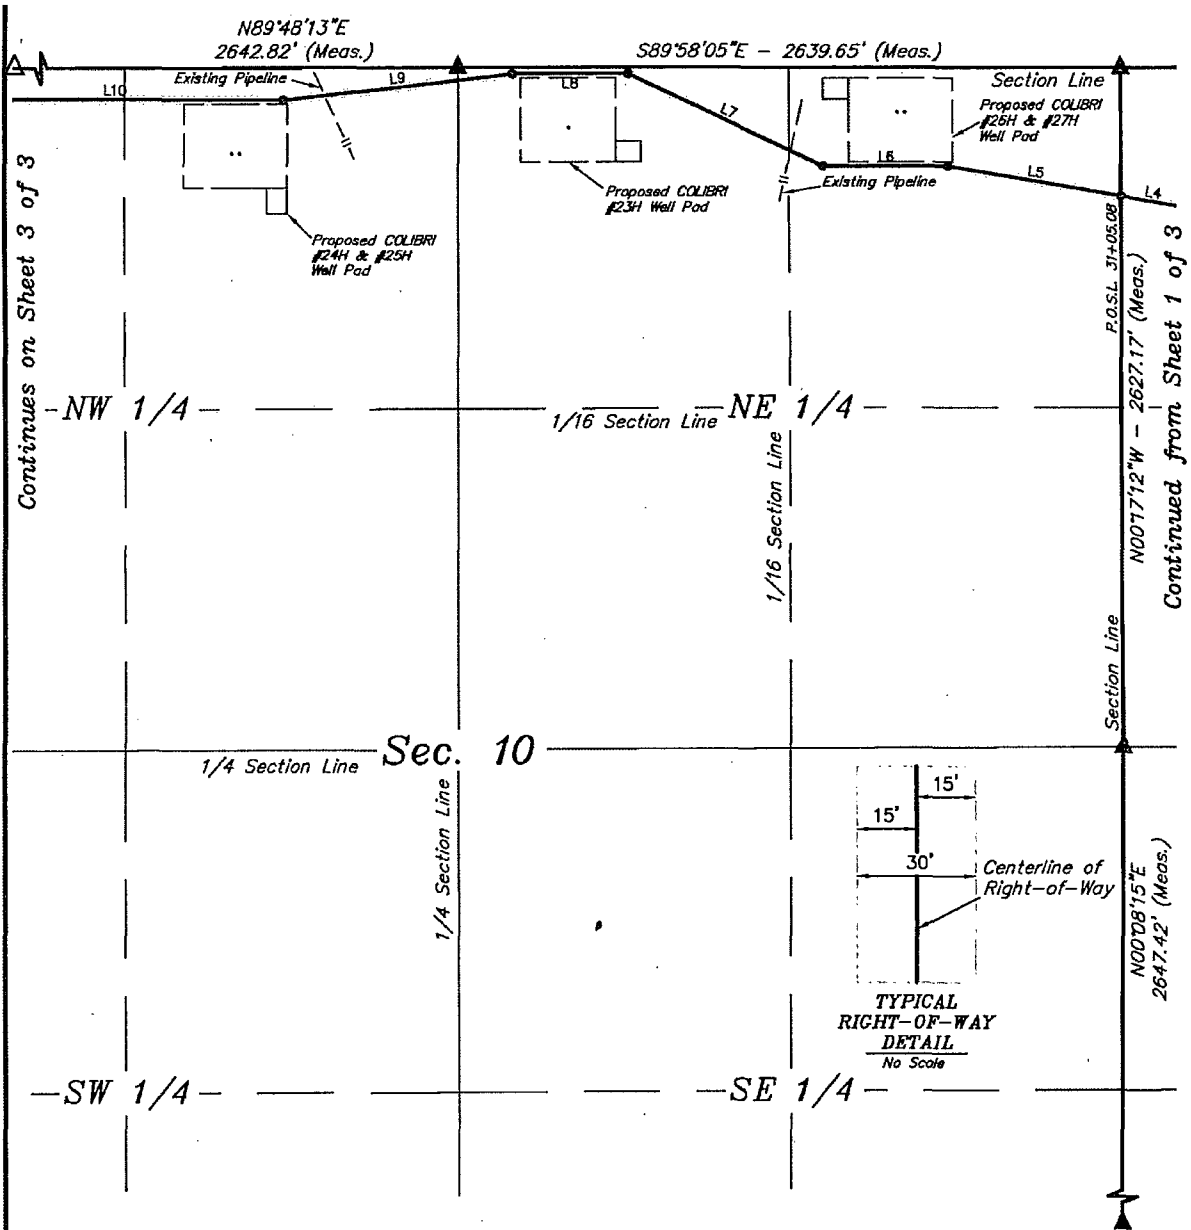 N89°48'13"E
2642.82' (Meas.)
S89°58'05"E - 2639.65' (Meas.)
Existing Pipeline
L9
L10
L8
L7
Section Line
Proposed COLIBRI
#26H & #27H
Well Pad
L6
L5
L4
Existing Pipeline
Proposed COLIBRI
#23H Well Pad
Proposed COLIBRI
#24H & #25H
Well Pad
Continues on Sheet 3 of 3
P.O.S.L. 31+05.08
N00°17'12"W - 2627.17' (Meas.)
Continued from Sheet 1 of 3
NW 1/4
1/16 Section Line
NE 1/4
1/16 Section Line
Section Line
Sec. 10
1/4 Section Line
1/4 Section Line
15'
15'
30'
Centerline of
Right-of-Way
TYPICAL
RIGHT-OF-WAY
DETAIL
No Scale
N00°08'15"E
2647.42' (Meas.)
SW 1/4
SE 1/4